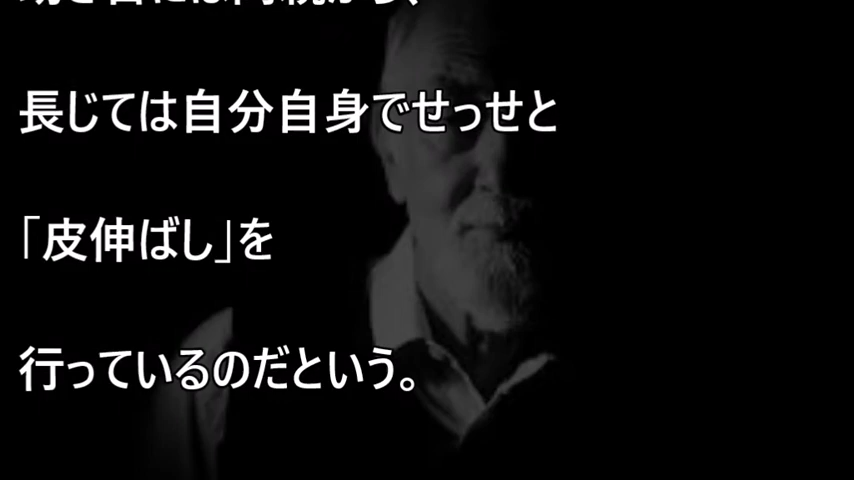 長じては自分自身でせっせと
「皮伸ばし」を
行っているのだという。